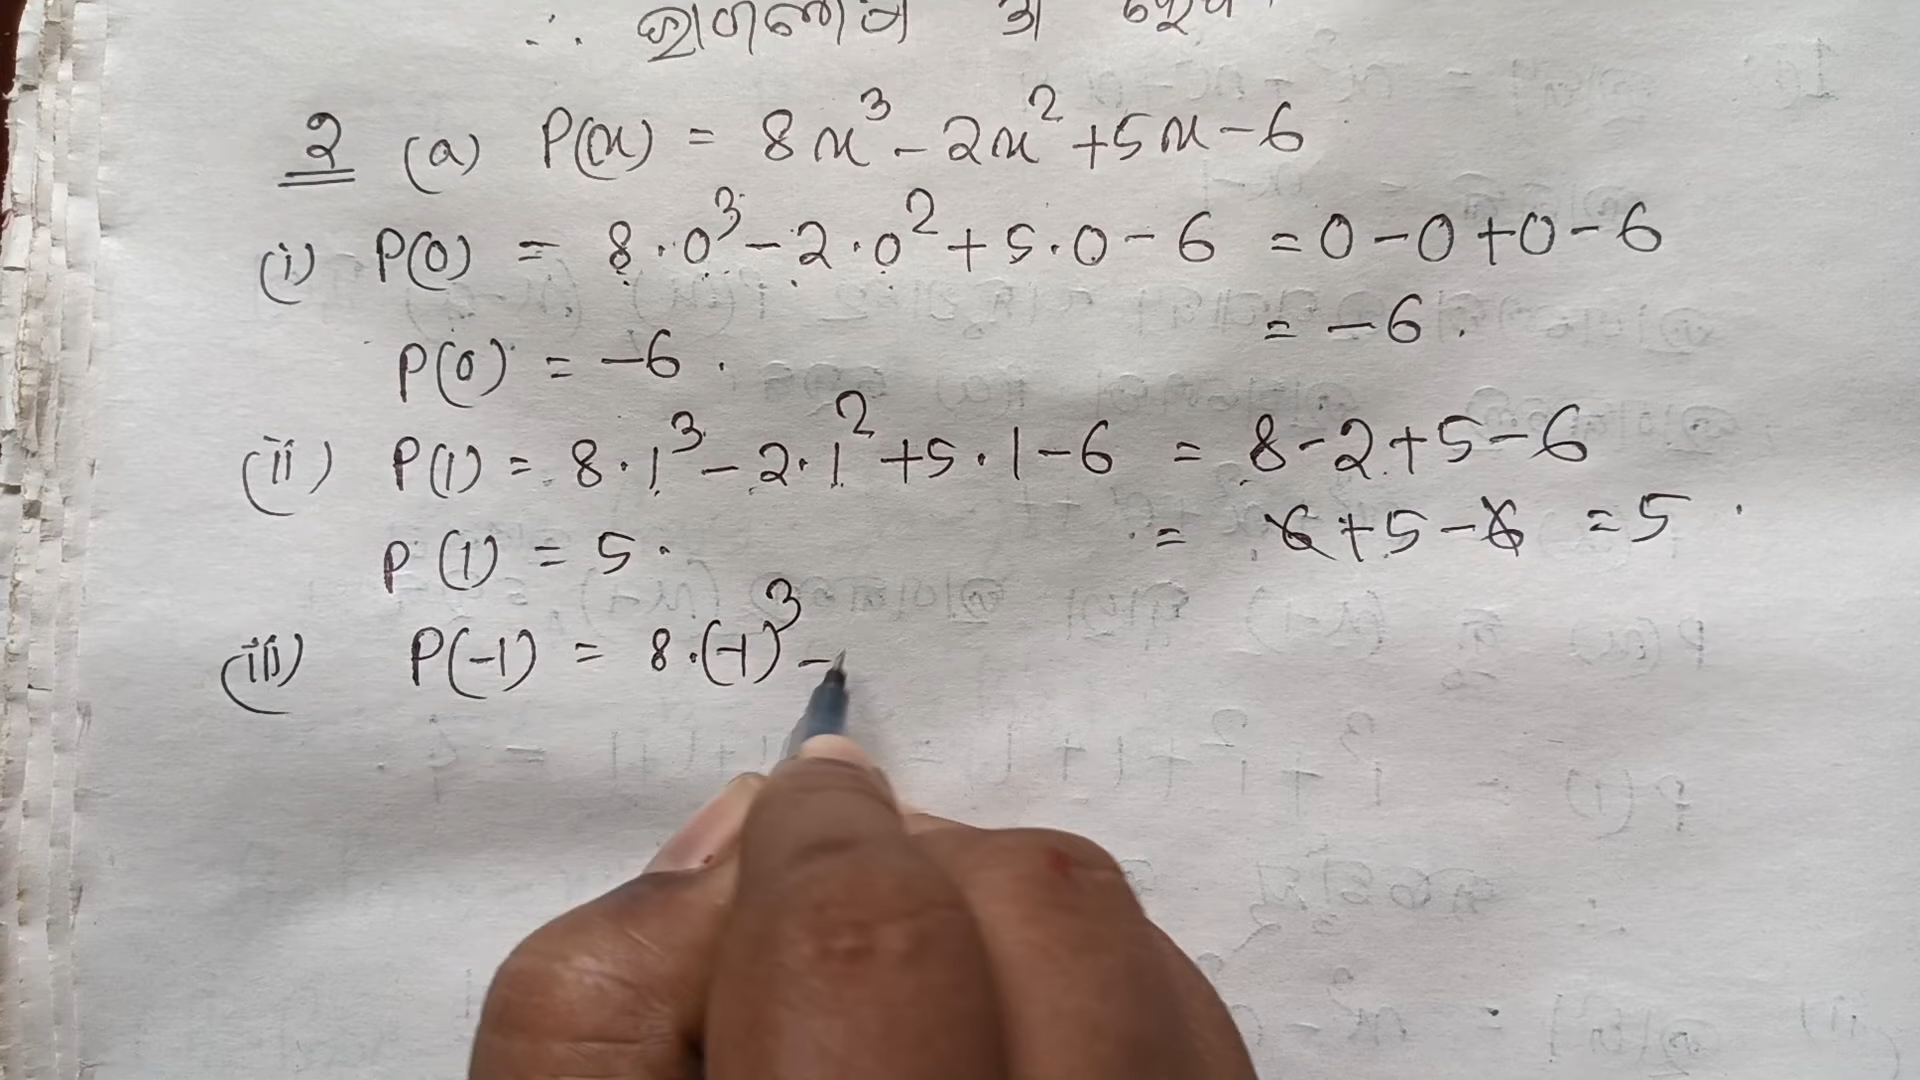 ∴ ଭାଗଶେଷ
2 (a) P(x) = 8x³ - 2x² + 5x - 6
(i) P(0) = 8·0³ - 2·0² + 5·0 - 6 = 0 - 0 + 0 - 6
= -6.
P(0) = -6.
(ii) P(1) = 8·1³ - 2·1² + 5·1 - 6 = 8 - 2 + 5 - 6
= 6 + 5 - 6 = 5.
P(1) = 5.
(iii) P(-1) = 8·(-1)³ -